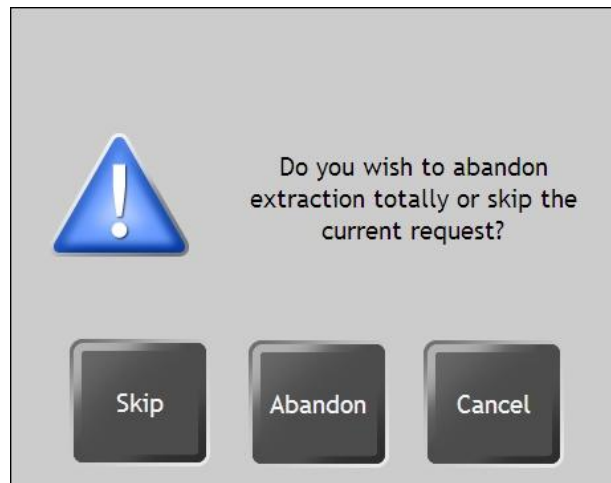 Do you wish to abandon
extraction totally or skip the
current request?
Skip
Abandon
Cancel